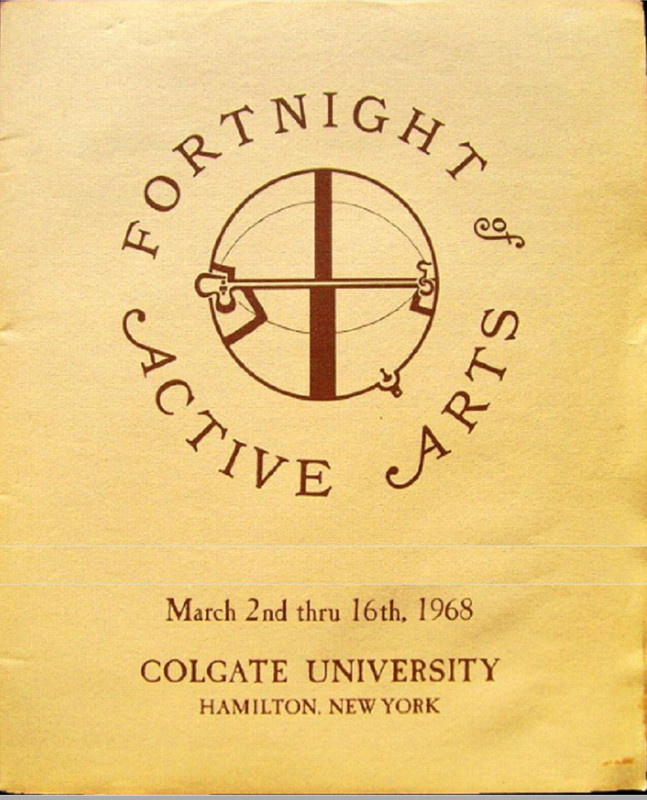 FORTNIGHT of
ACTIVE ARTS
March 2nd thru 16th, 1968
COLGATE UNIVERSITY
HAMILTON, NEW YORK